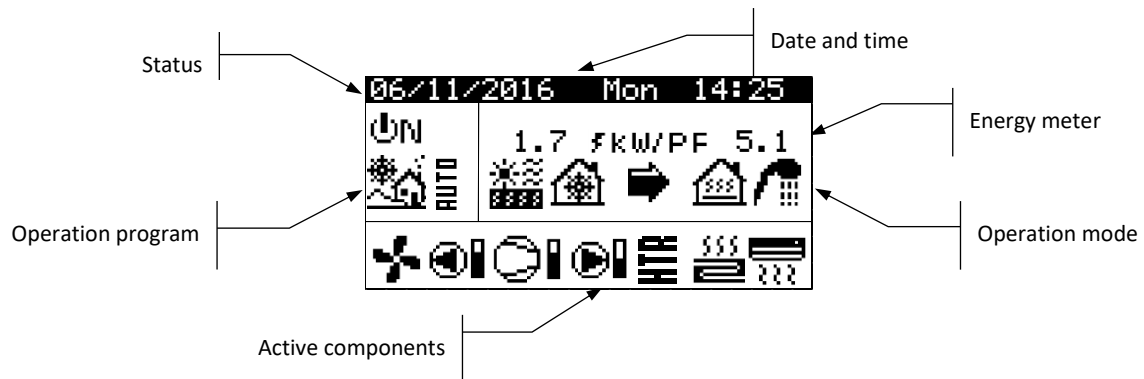 Date and time
Status
06/11/2016 Mon 14:25
ON
1.7 kW/PF 5.1
Energy meter
AUTO
Operation program
Operation mode
HTR
Active components